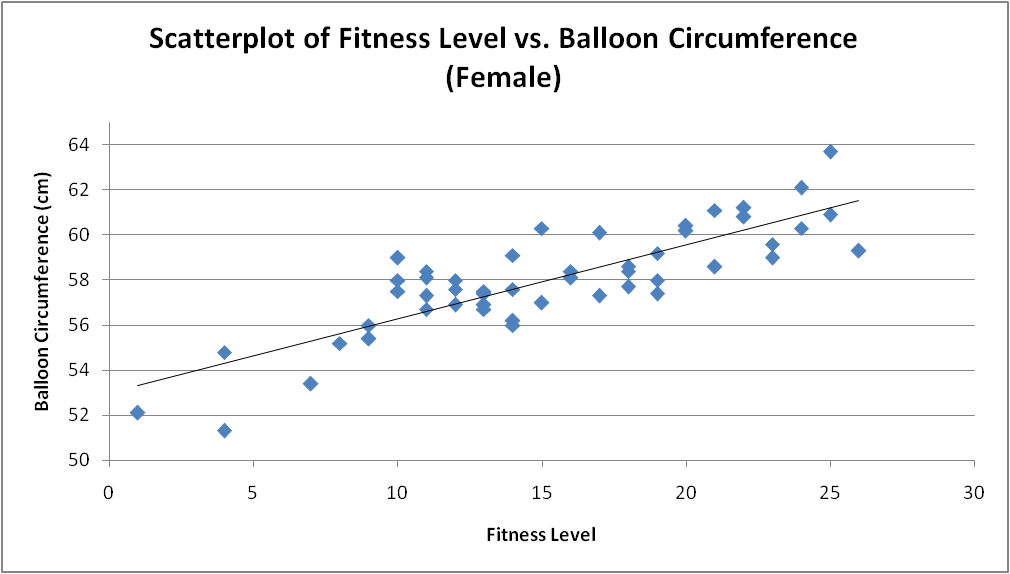 Scatterplot of Fitness Level vs. Balloon Circumference
(Female)
Balloon Circumference (cm)
64
62
60
58
56
54
52
50
0 5 10 15 20 25 30
Fitness Level